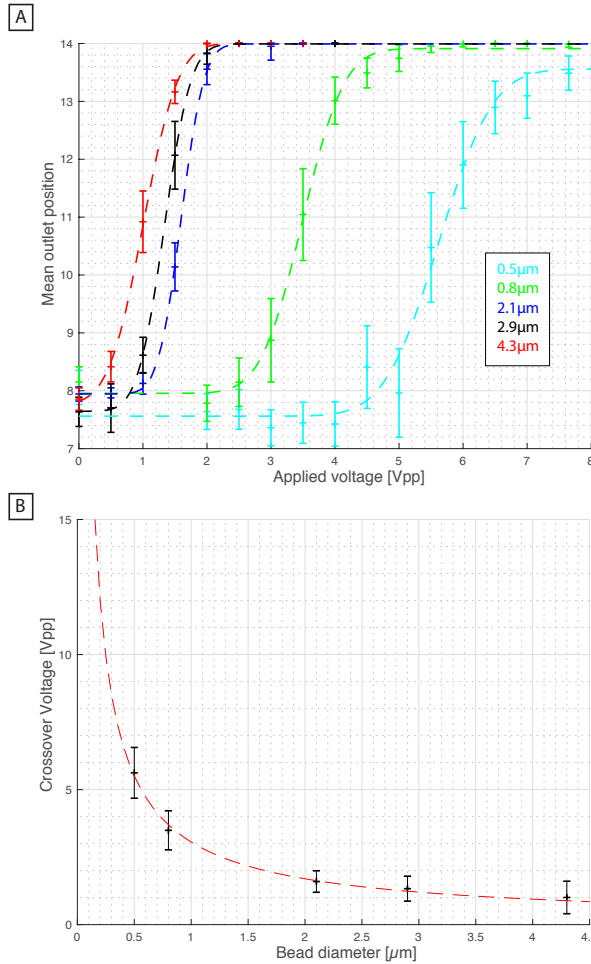 A
14
13
12
11
10
9
8
7
Mean outlet position
0.5μm
0.8μm
2.1μm
2.9μm
4.3μm
0 1 2 3 4 5 6 7 8
Applied voltage [Vpp]
B
15
10
5
0
Crossover Voltage [Vpp]
0 0.5 1 1.5 2 2.5 3 3.5 4 4.
Bead diameter [μm]